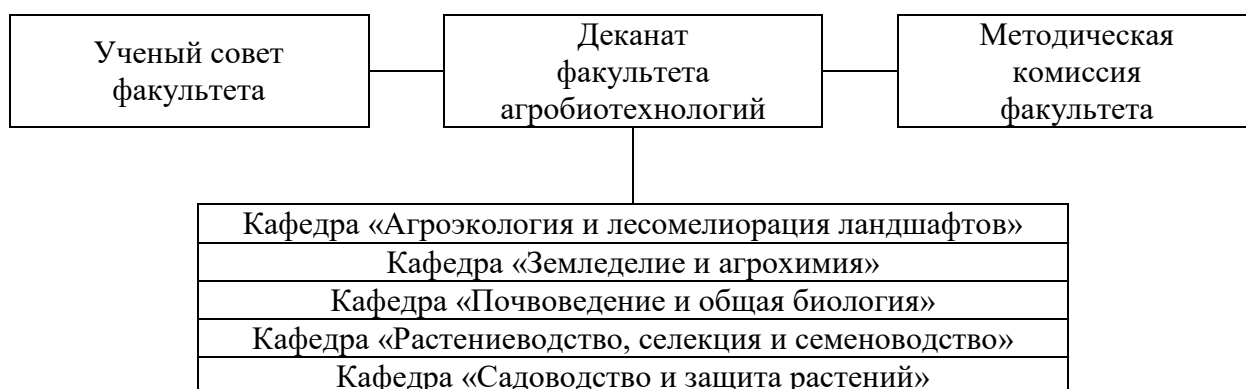 Ученый совет
факультета
Деканат
факультета
агробиотехнологий
Методическая
комиссия
факультета
Кафедра «Агроэкология и лесомелиорация ландшафтов»
Кафедра «Земледелие и агрохимия»
Кафедра «Почвоведение и общая биология»
Кафедра «Растениеводство, селекция и семеноводство»
Кафедра «Садоводство и защита растений»